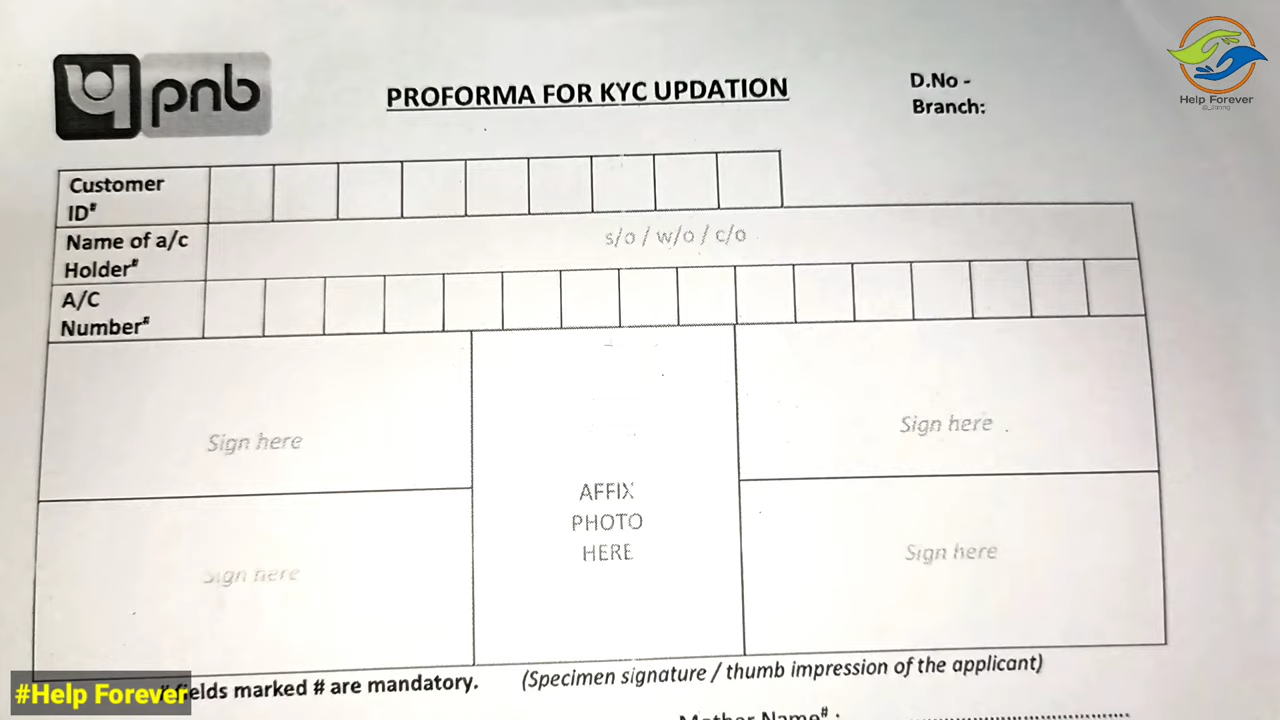 pnb
PROFORMA FOR KYC UPDATION
D.No -
Branch:
Help Forever
Customer
ID#
Name of a/c
Holder#
s/o / w/o / c/o
A/C
Number#
Sign here
Sign here
AFFIX
PHOTO
HERE
Sign here
Sign here
#Help Forever
fields marked # are mandatory.
(Specimen signature / thumb impression of the applicant)
Mother Name# :